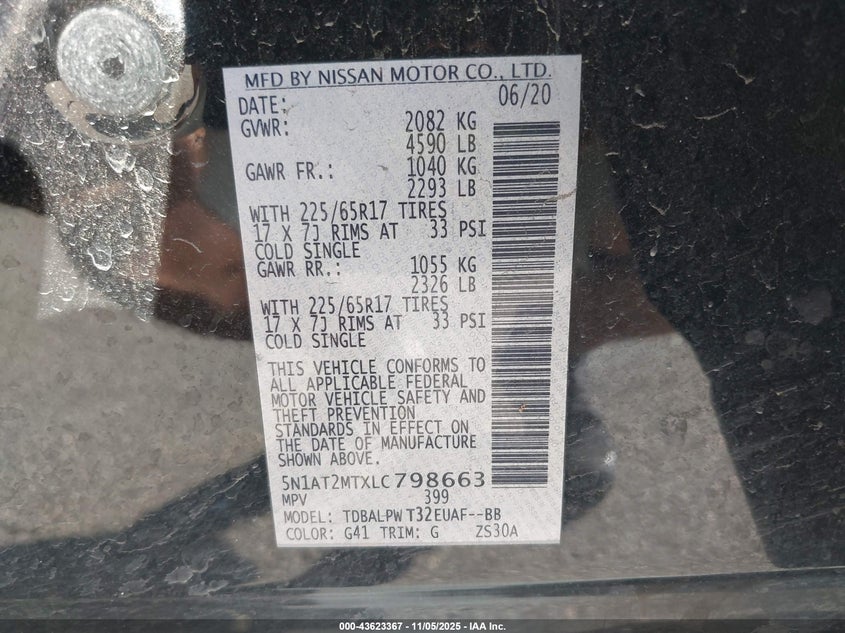 MFD BY NISSAN MOTOR CO., LTD.
DATE: 06/20
GVWR: 2082 KG
4590 LB
GAWR FR.: 1040 KG
2293 LB
WITH 225/65R17 TIRES
17 X 7J RIMS AT 33 PSI
COLD SINGLE
GAWR RR.: 1055 KG
2326 LB
WITH 225/65R17 TIRES
17 X 7J RIMS AT 33 PSI
COLD SINGLE
THIS VEHICLE CONFORMS TO
ALL APPLICABLE FEDERAL
MOTOR VEHICLE SAFETY AND
THEFT PREVENTION
STANDARDS IN EFFECT ON
THE DATE OF MANUFACTURE
SHOWN ABOVE.
5N1AT2MTXLC798663
MPV 399
MODEL: TDBALPW T32EUAF--BB
COLOR: G41 TRIM: G ZS30A
000-43623367 - 11/05/2025 - IAA Inc.